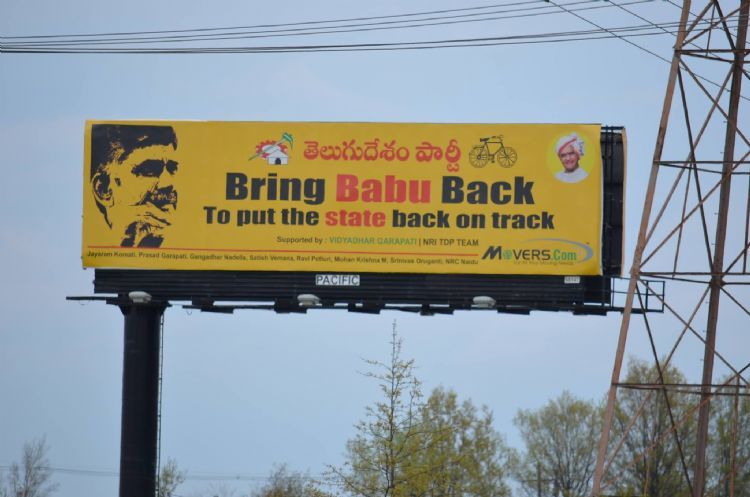 తెలుగుదేశం పార్టీ
Bring Babu Back
To put the state back on track
Supported by : VIDYADHAR GARAPATI | NRI TDP TEAM
Jayaram Komati, Prasad Garapati, Gangadhar Nadella, Satish Vemana, Ravi Potluri, Mohan Krishna M, Srinivas Oruganti, NRC Naidu
MOVERS.Com
PACIFIC